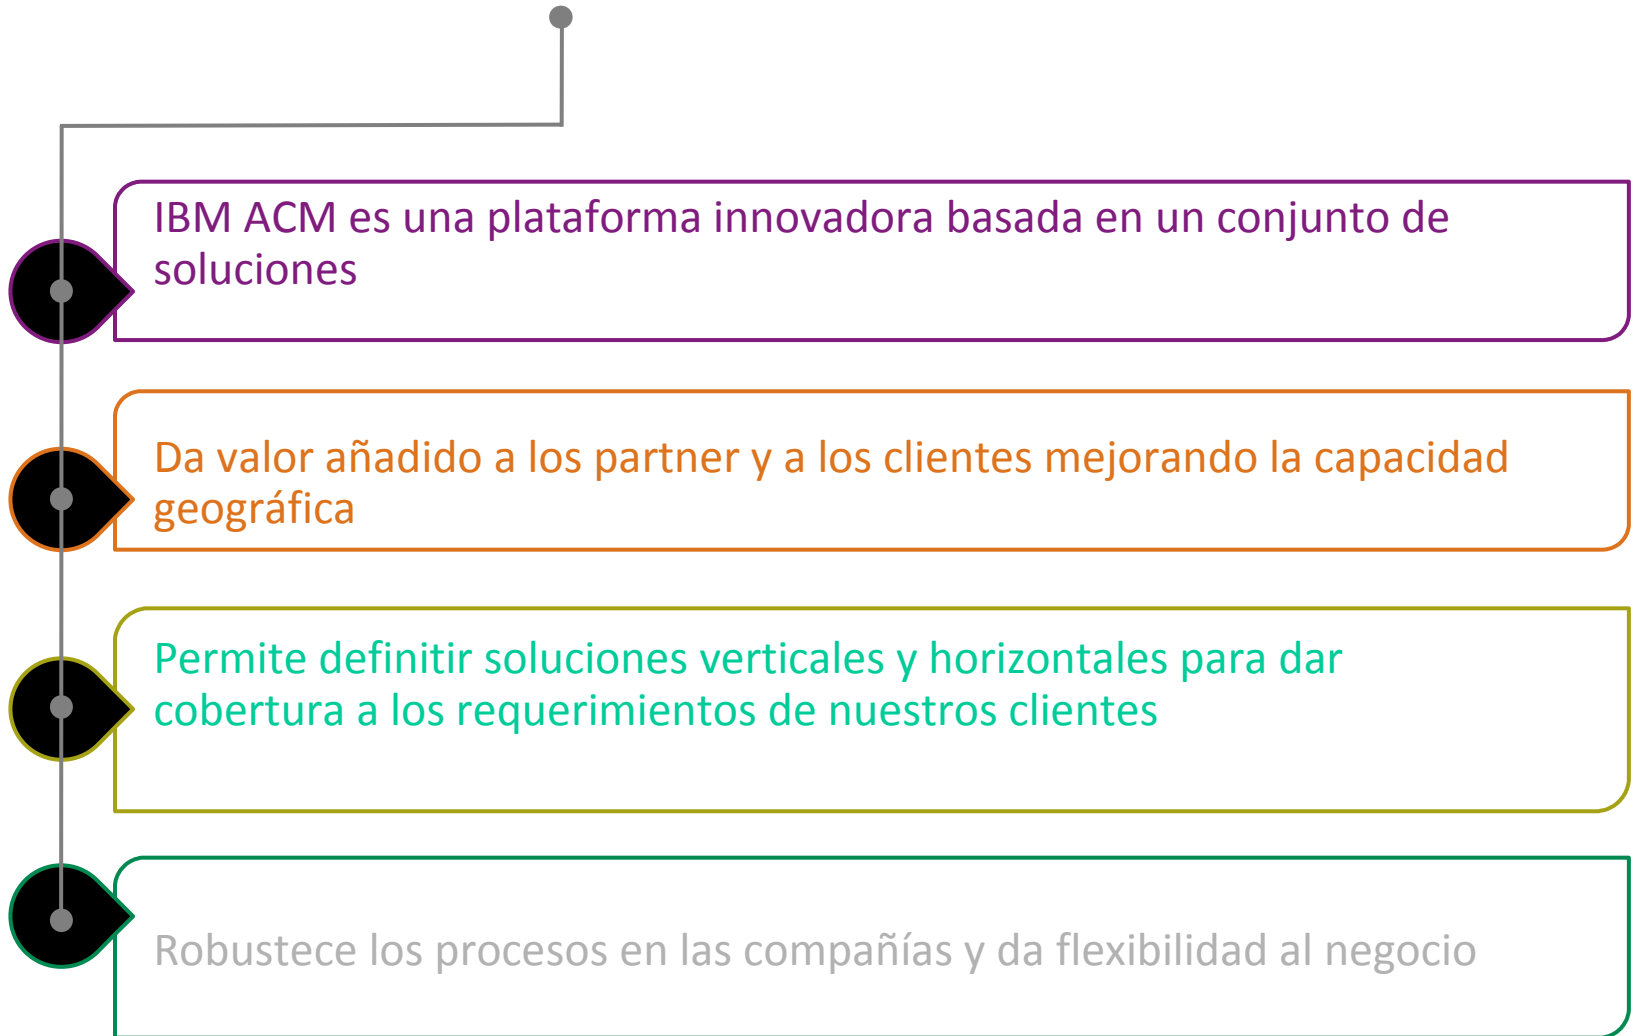 IBM ACM es una plataforma innovadora basada en un conjunto de
soluciones
Da valor añadido a los partner y a los clientes mejorando la capacidad
geográfica
Permite definitir soluciones verticales y horizontales para dar
cobertura a los requerimientos de nuestros clientes
Robustece los procesos en las compañías y da flexibilidad al negocio